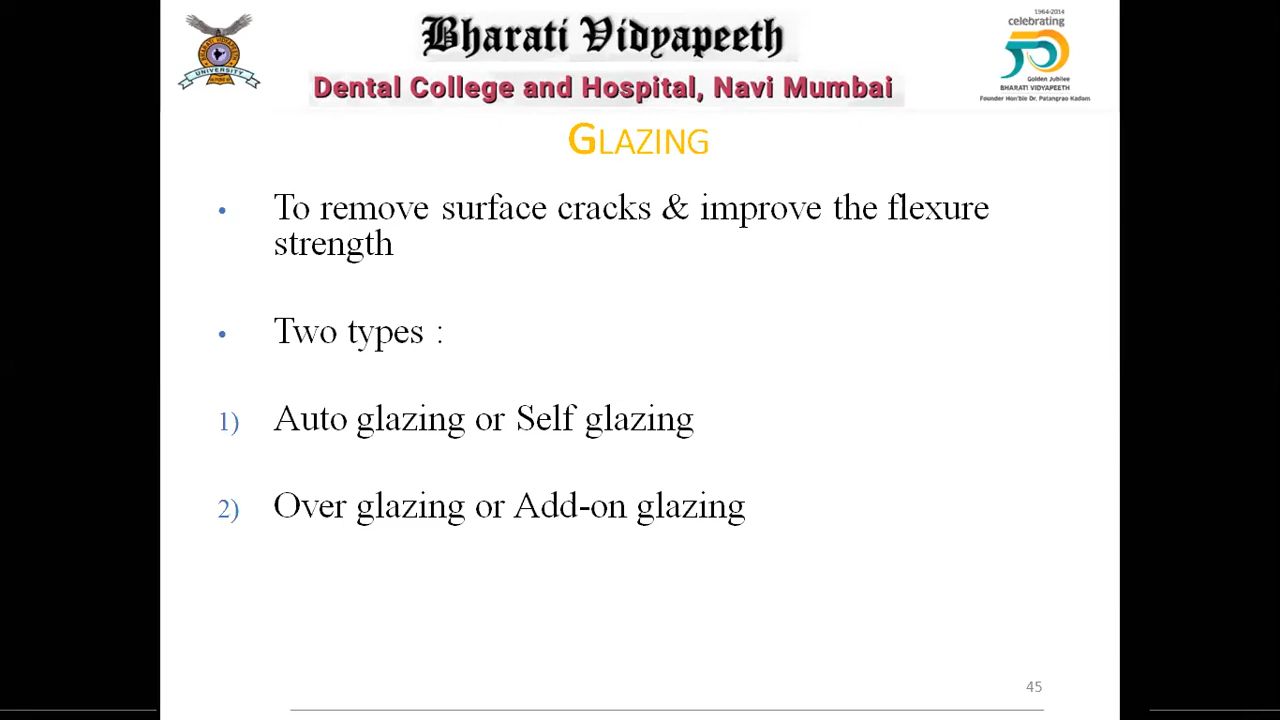 Bharati Vidyapeeth
Dental College and Hospital, Navi Mumbai
UNIVERSITY
1964-2014
celebrating
50
Golden Jubilee
BHARATI VIDYAPEETH
Founder Hon'ble Dr. Patangrao Kadam
GLAZING
• To remove surface cracks & improve the flexure
strength
• Two types :
1) Auto glazing or Self glazing
2) Over glazing or Add-on glazing
45